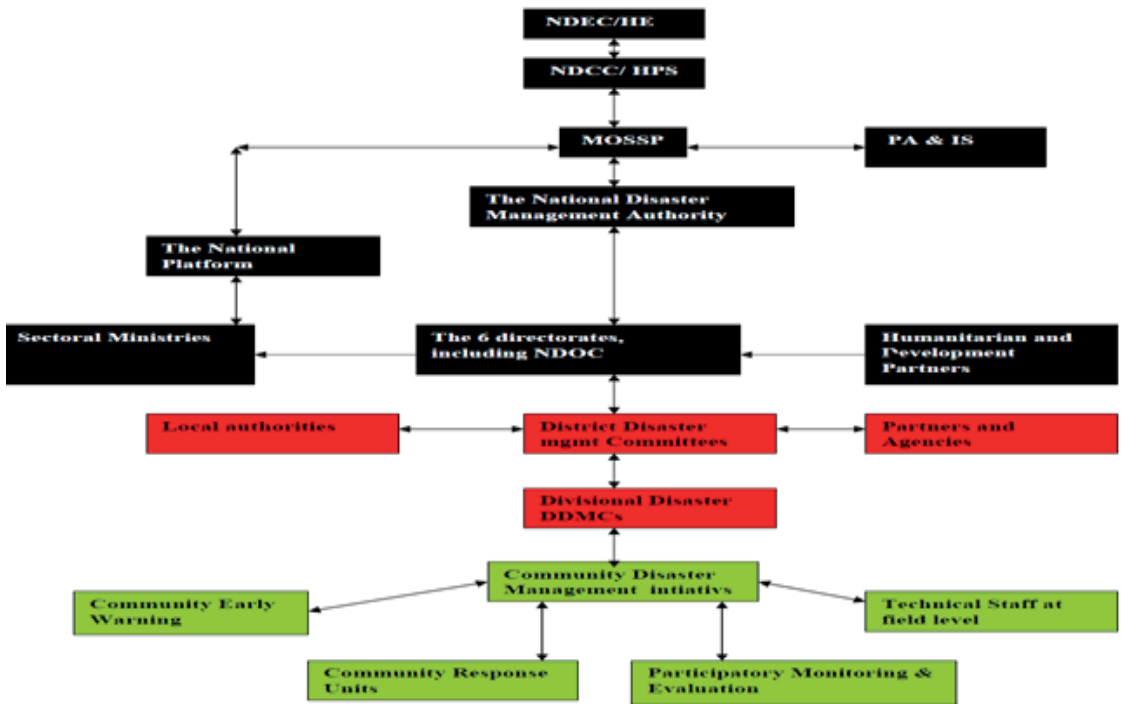 NDEC/HE
NDCC/ HPS
MOSSP
PA & IS
The National Disaster
Management Authority
The National
Platform
Sectoral Ministries
The 6 directorates,
including NDOC
Humanitarian and
Development
Partners
Local authorities
District Disaster
mgmt Committees
Partners and
Agencies
Divisional Disaster
DDMCs
Community Disaster
Management intiativs
Community Early
Warning
Technical Staff at
field level
Community Response
Units
Participatory Monitoring &
Evaluation